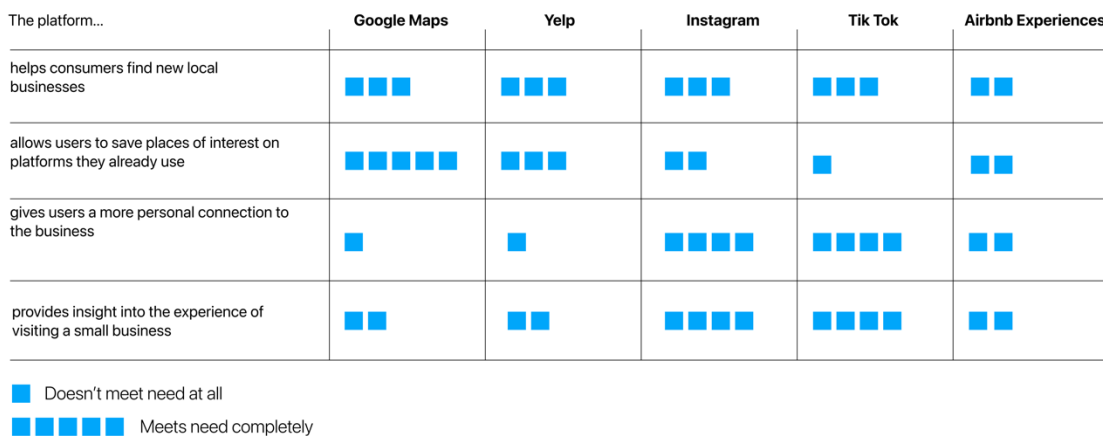 The platform... Google Maps Yelp Instagram Tik Tok Airbnb Experiences
helps consumers find new local
businesses
allows users to save places of interest on
platforms they already use
gives users a more personal connection to
the business
provides insight into the experience of
visiting a small business
Doesn’t meet need at all
Meets need completely